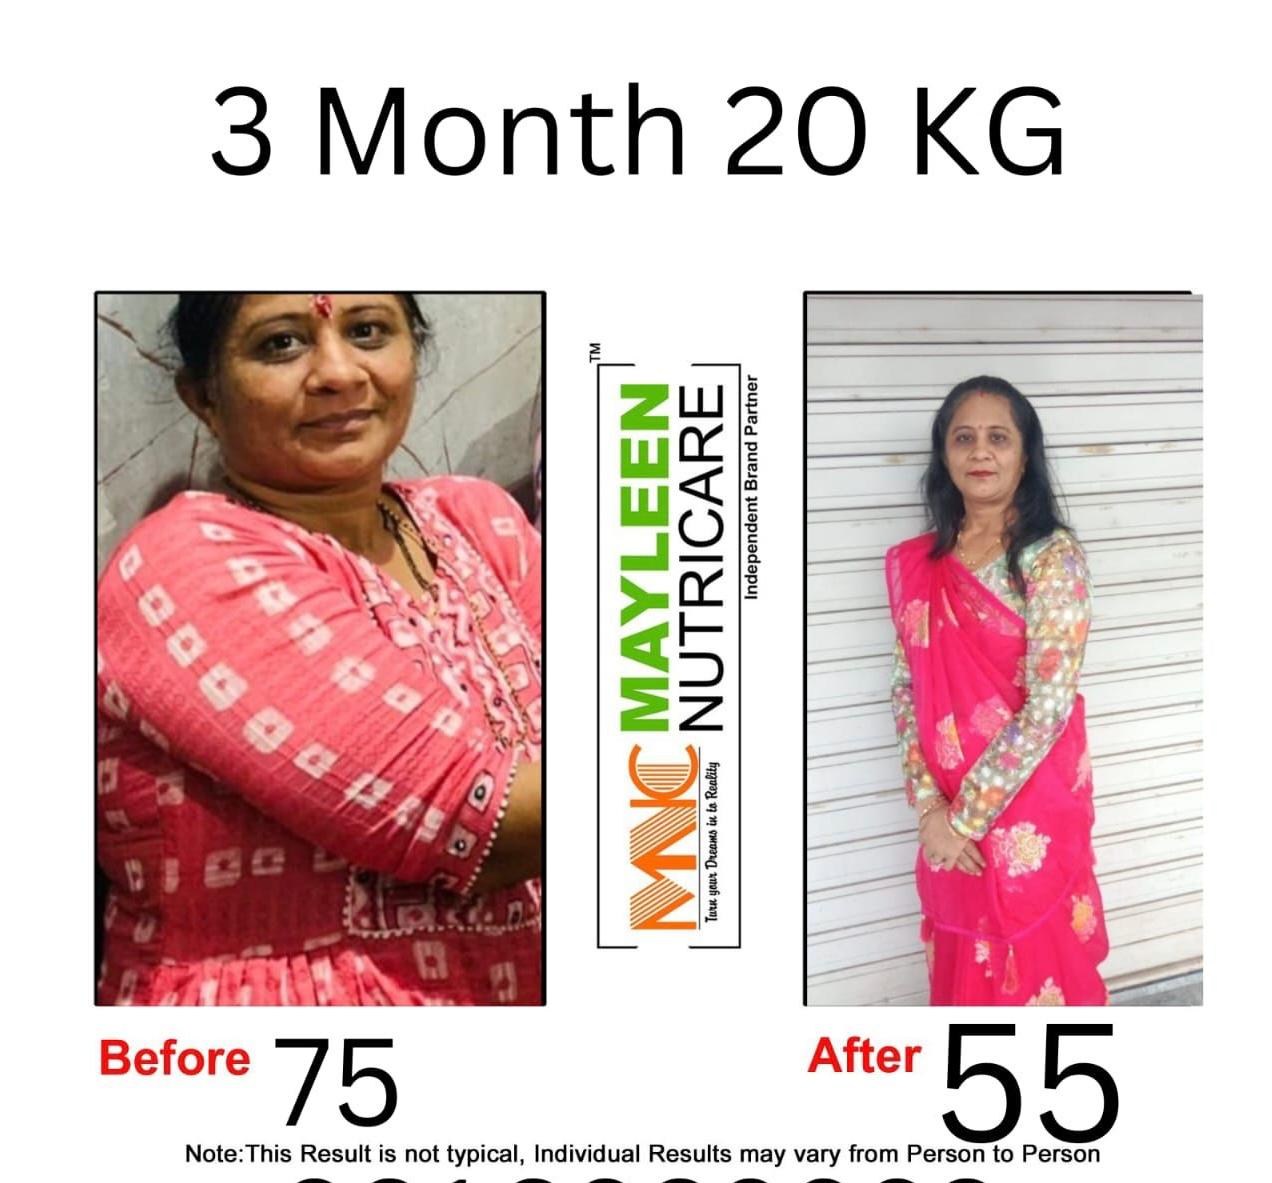 3 Month 20 KG
MAYLEEN
TM
NUTRICARE
Independent Brand Partner
MNC
Turn your Dreams in to Reality
Before 75
After 55
Note:This Result is not typical, Individual Results may vary from Person to Person